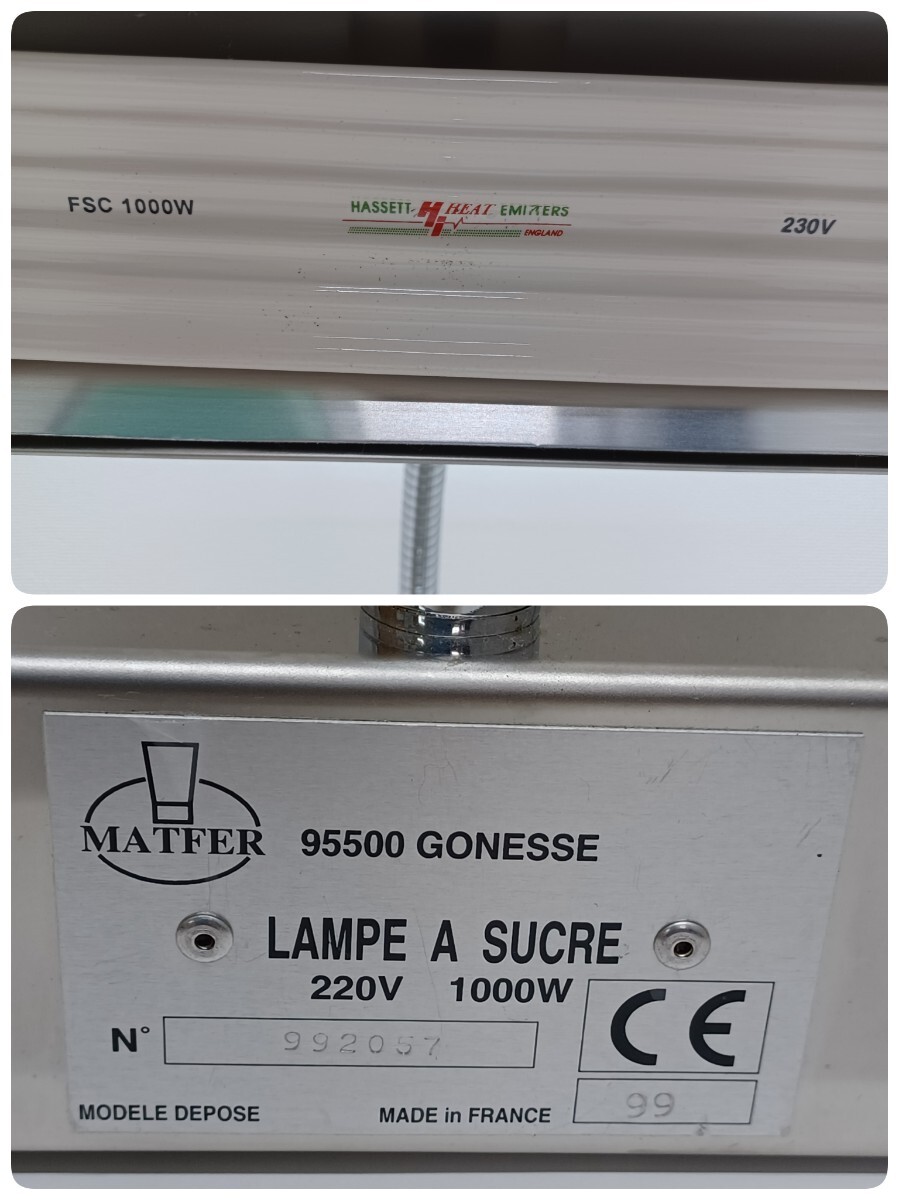 FSC 1000W
HASSETT HI HEAT EMITTERS
ENGLAND
230V
MATFER
95500 GONESSE
LAMPE A SUCRE
220V 1000W
N° 992057
CE
99
MODELE DEPOSE
MADE in FRANCE